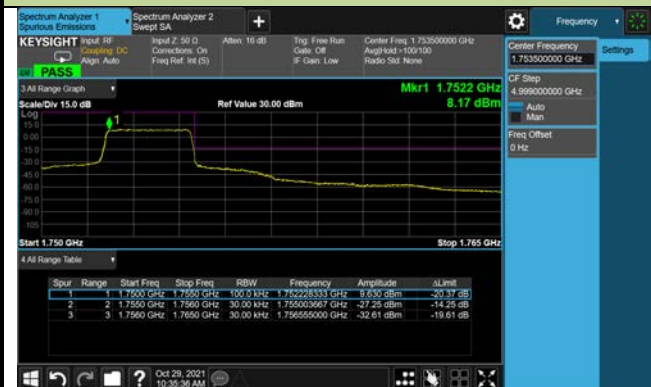 Spectrum Analyzer 1
Spurious Emissions
Spectrum Analyzer 2
Swept SA
+
Frequency
KEYSIGHT
Input: RF
Coupling: DC
Align: Auto
Input Z: 50 Ω
Corrections: On
Freq Ref: Int (S)
Atten: 16 dB
Trig: Free Run
Gate: Off
IF Gain: Low
Center Freq: 1.753500000 GHz
Avg|Hold:>100/100
Radio Std: None
PASS
Center Frequency
1.753500000 GHz
Settings
CF Step
4.999000000 GHz
Auto
Man
Freq Offset
0 Hz
3 All Range Graph
Mkr1 1.7522 GHz
8.17 dBm
Scale/Div 15.0 dB
Ref Value 30.00 dBm
Log
15.0
0.00
-15.0
-30.0
-45.0
-60.0
-75.0
-90.0
-105
1
Start 1.750 GHz
Stop 1.765 GHz
4 All Range Table
Spur Range Start Freq Stop Freq RBW Frequency Amplitude ΔLimit
1 1 1.7500 GHz 1.7550 GHz 100.0 kHz 1.752228333 GHz 9.630 dBm -20.37 dB
2 2 1.7550 GHz 1.7560 GHz 30.00 kHz 1.755003667 GHz -27.25 dBm -14.25 dB
3 3 1.7560 GHz 1.7650 GHz 30.00 kHz 1.756555000 GHz -32.61 dBm -19.61 dB
?
Oct 29, 2021
10:35:36 AM